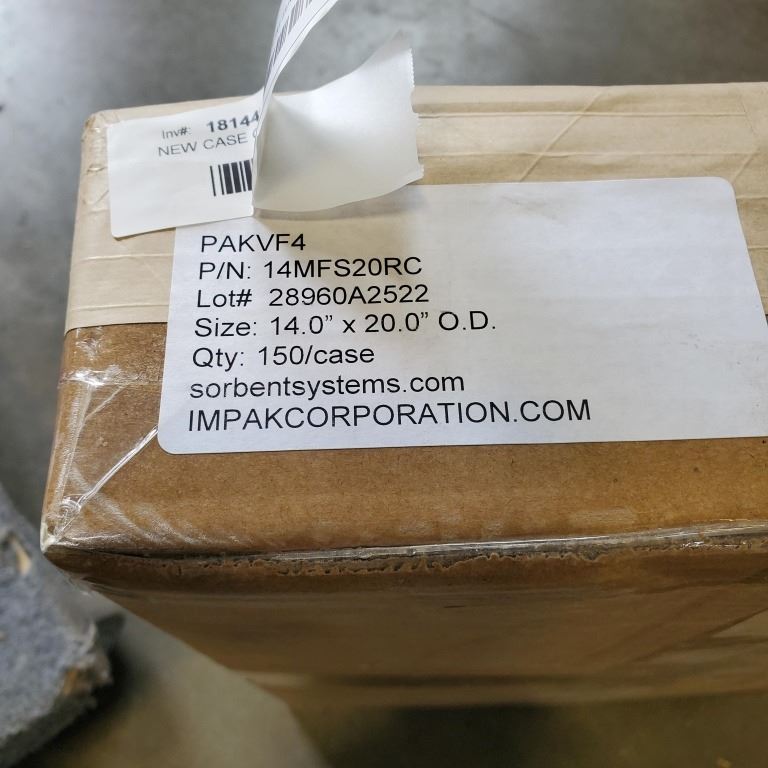 Inv#: 18144
NEW CASE
PAKVF4
P/N: 14MFS20RC
Lot# 28960A2522
Size: 14.0” x 20.0” O.D.
Qty: 150/case
sorbentsystems.com
IMPAKCORPORATION.COM